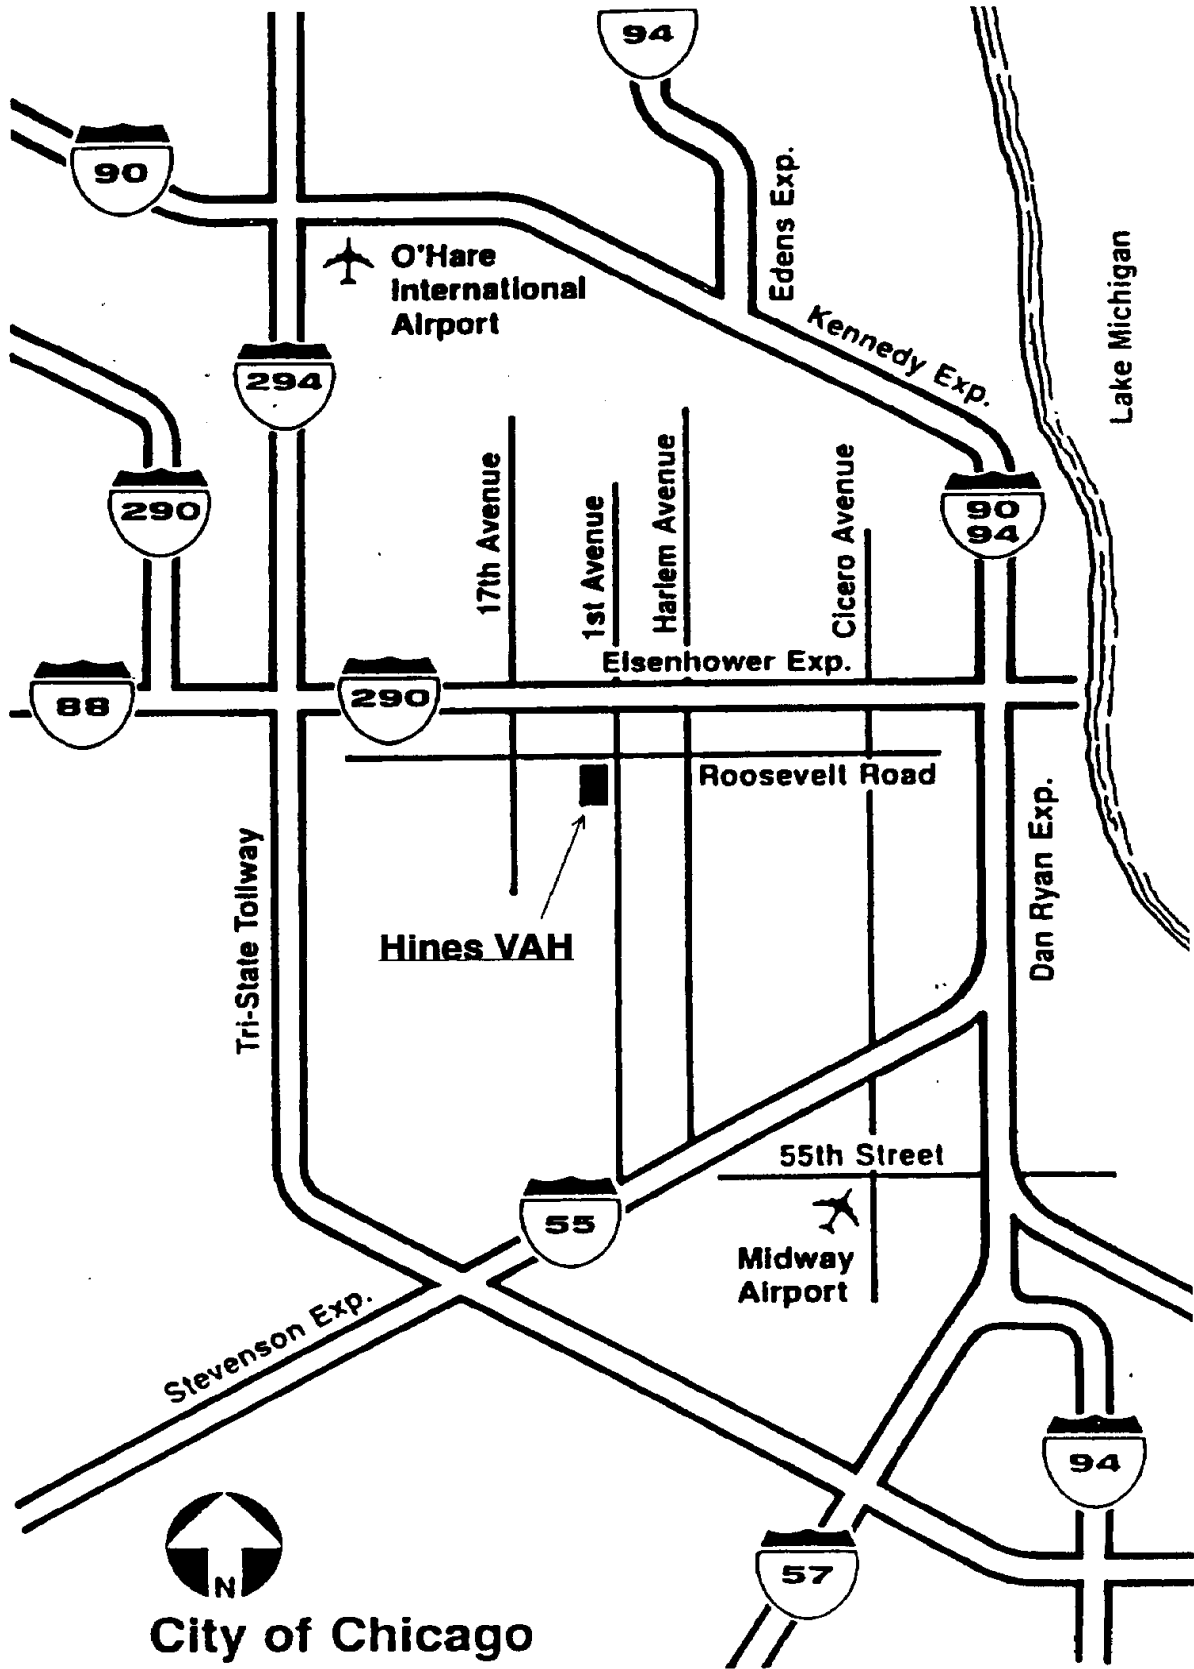 94
90
Edens Exp.
O'Hare
International
Airport
Lake Michigan
Kennedy Exp.
294
290
90
94
17th Avenue
1st Avenue
Harlem Avenue
Cicero Avenue
Eisenhower Exp.
88
290
Roosevelt Road
Tri-State Tollway
Dan Ryan Exp.
Hines VAH
55th Street
55
Midway
Airport
Stevenson Exp.
94
57
N
City of Chicago